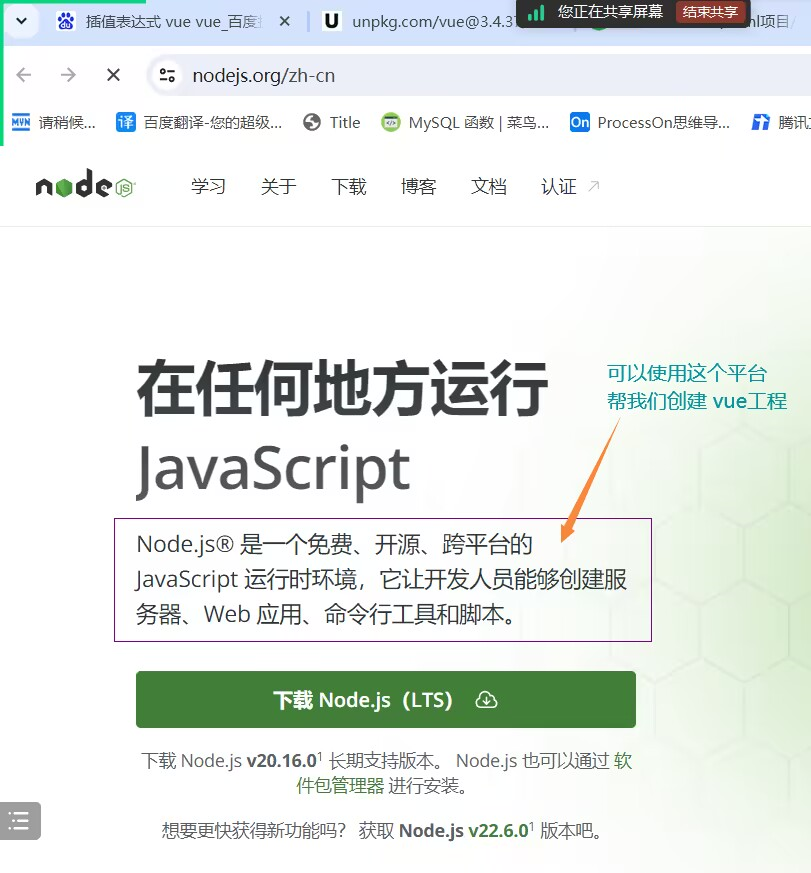 插值表达式 vue vue_百度
unpkg.com/vue@3.4.3
您正在共享屏幕
结束共享
ml项目
nodejs.org/zh-cn
请稍候...
百度翻译-您的超级...
Title
MySQL 函数 | 菜鸟...
ProcessOn思维导...
腾讯
node JS
学习
关于
下载
博客
文档
认证
在任何地方运行
JavaScript
可以使用这个平台
帮我们创建 vue工程
Node.js® 是一个免费、开源、跨平台的
JavaScript 运行时环境，它让开发人员能够创建服
务器、Web 应用、命令行工具和脚本。
下载 Node.js（LTS）
下载 Node.js v20.16.0¹ 长期支持版本。 Node.js 也可以通过 软
件包管理器 进行安装。
想要更快获得新功能吗？ 获取 Node.js v22.6.0¹ 版本吧。